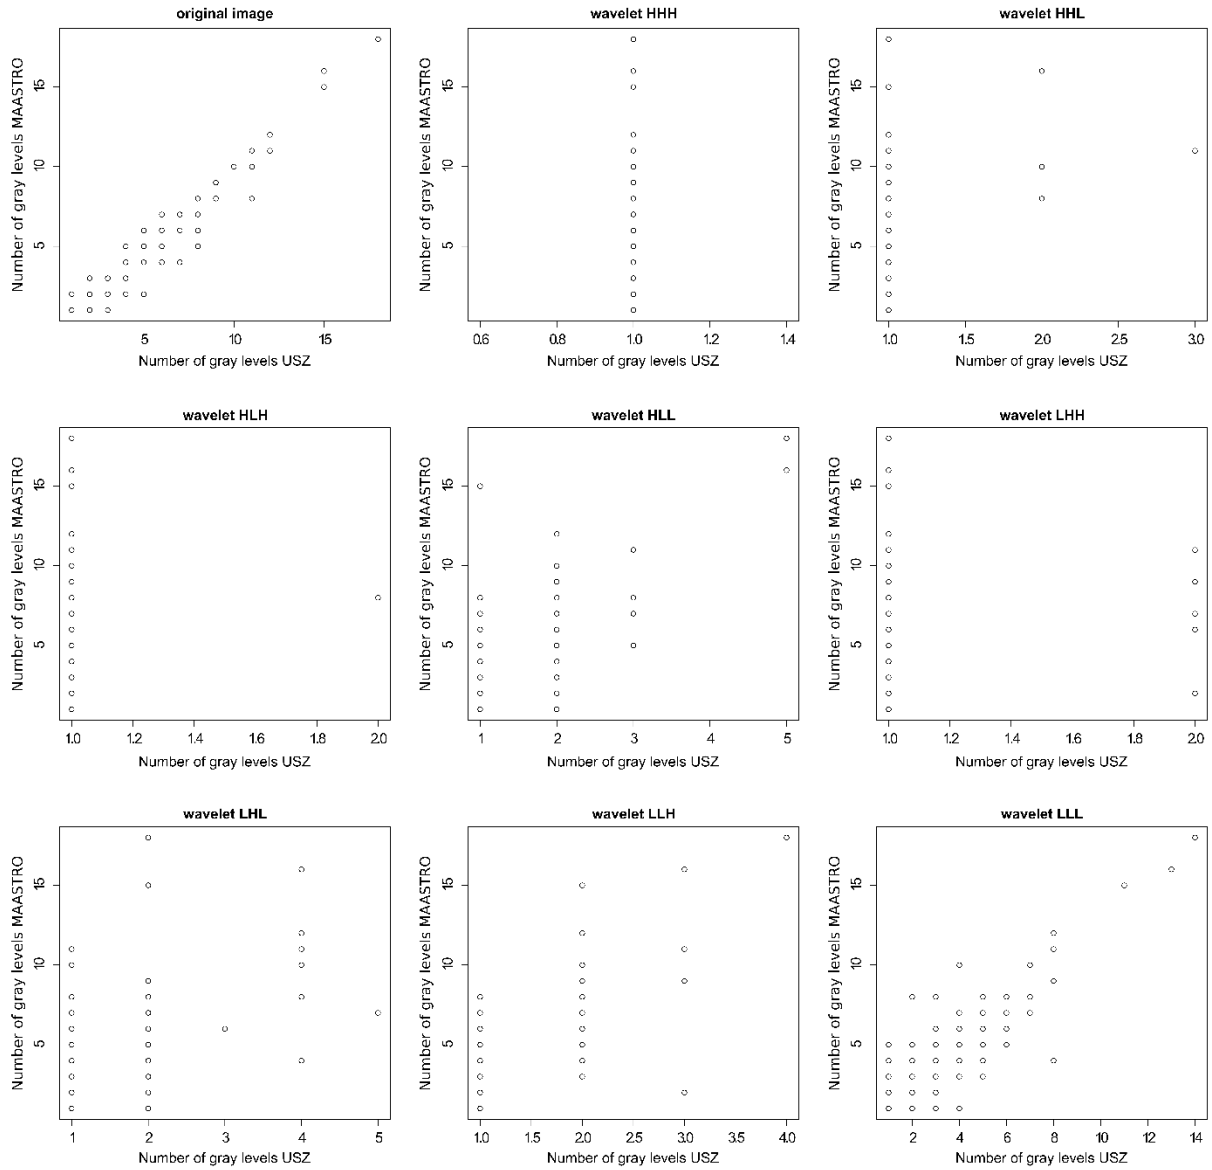 original image
wavelet HHH
wavelet HHL
Number of gray levels MAASTRO
15
10
5
5 10 15
Number of gray levels USZ
Number of gray levels MAASTRO
15
10
5
0.6 0.8 1.0 1.2 1.4
Number of gray levels USZ
Number of gray levels MAASTRO
15
10
5
1.0 1.5 2.0 2.5 3.0
Number of gray levels USZ
wavelet HLH
wavelet HLL
wavelet LHH
Number of gray levels MAASTRO
15
10
5
1.0 1.2 1.4 1.6 1.8 2.0
Number of gray levels USZ
Number of gray levels MAASTRO
15
10
5
1 2 3 4 5
Number of gray levels USZ
Number of gray levels MAASTRO
15
10
5
1.0 1.2 1.4 1.6 1.8 2.0
Number of gray levels USZ
wavelet LHL
wavelet LLH
wavelet LLL
Number of gray levels MAASTRO
15
10
5
1 2 3 4 5
Number of gray levels USZ
Number of gray levels MAASTRO
15
10
5
1.0 1.5 2.0 2.5 3.0 3.5 4.0
Number of gray levels USZ
Number of gray levels MAASTRO
15
10
5
2 4 6 8 10 12 14
Number of gray levels USZ